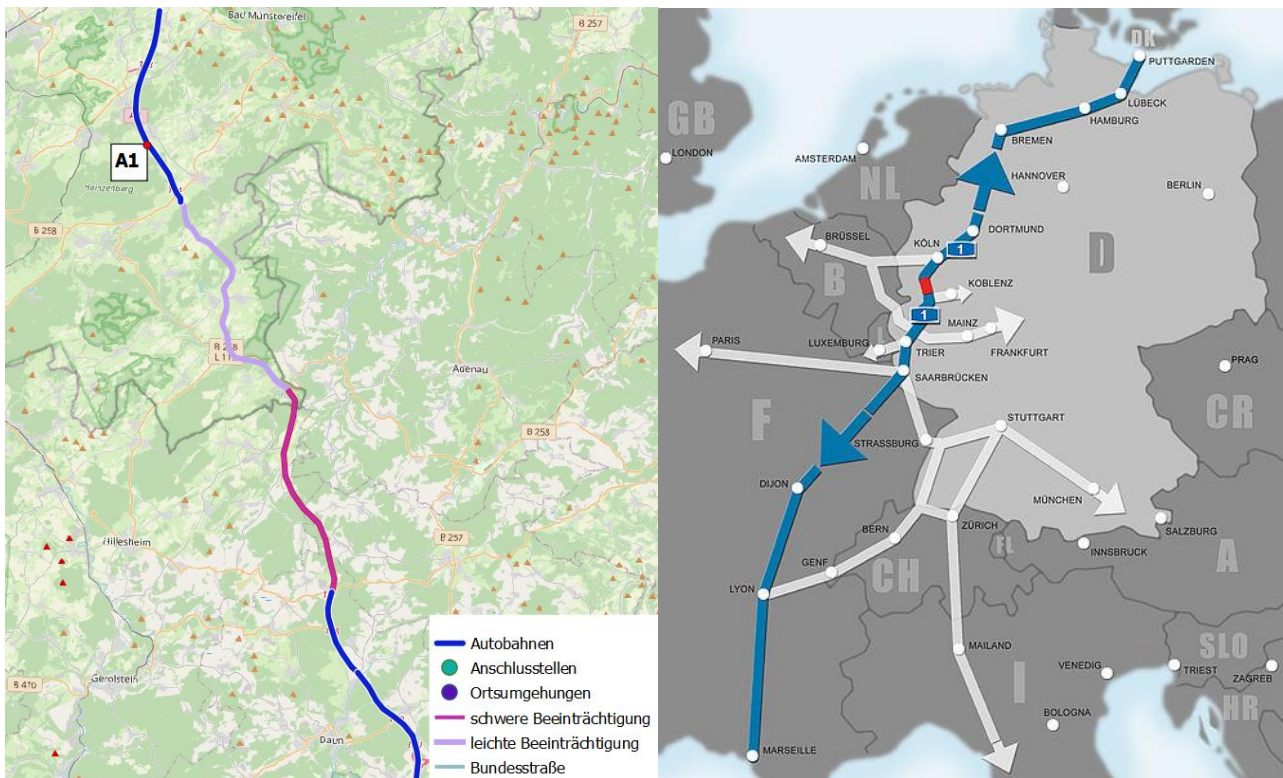 Bad Münstereifel
B 257
A1
B 258
Adenau
B 258
Hillesheim
B 257
Gerolstein
B 410
Daun
Autobahnen
Anschlusstellen
Ortsumgehungen
schwere Beeinträchtigung
leichte Beeinträchtigung
Bundesstraße
DK
PUTTGARDEN
LÜBECK
HAMBURG
GB
BREMEN
LONDON
AMSTERDAM
HANNOVER
NL
BERLIN
DORTMUND
BRÜSSEL
KÖLN
1
D
B
KOBLENZ
1
MAINZ
L
PARIS
LUXEMBURG
TRIER
FRANKFURT
PRAG
SAARBRÜCKEN
CR
F
STUTTGART
STRASSBURG
DIJON
MÜNCHEN
ZÜRICH
SALZBURG
BERN
FL
INNSBRUCK
A
GENF
CH
LYON
SLO
MAILAND
VENEDIG
TRIEST
I
ZAGREB
HR
BOLOGNA
MARSEILLE